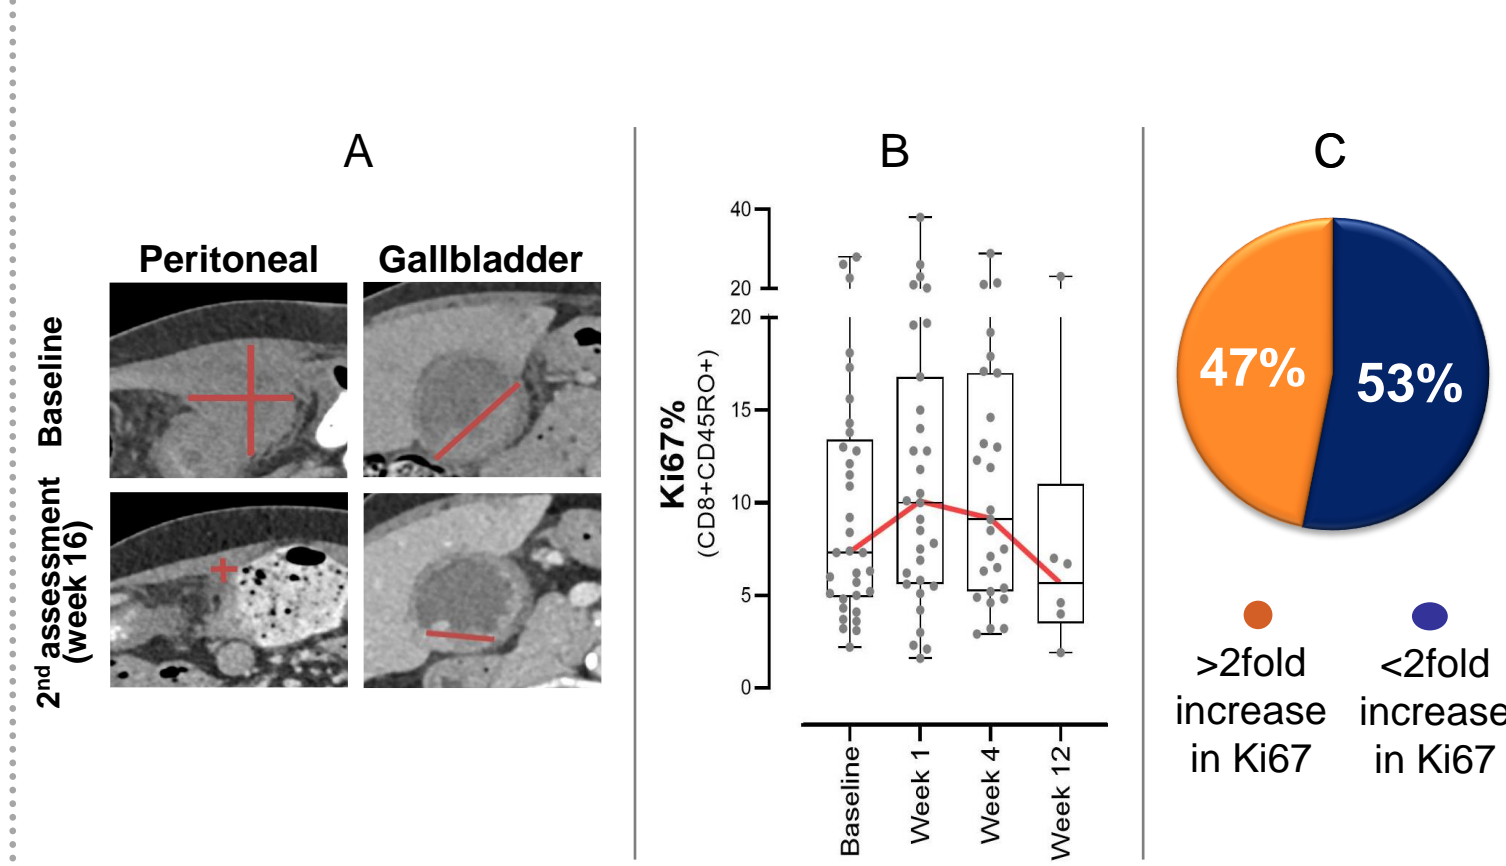 A
Peritoneal
Gallbladder
Baseline
2nd assessment
(week 16)
B
Ki67%
(CD8+CD45RO+)
40
20
20
15
10
5
0
Baseline
Week 1
Week 4
Week 12
C
47%
53%
>2fold
increase
in Ki67
<2fold
increase
in Ki67